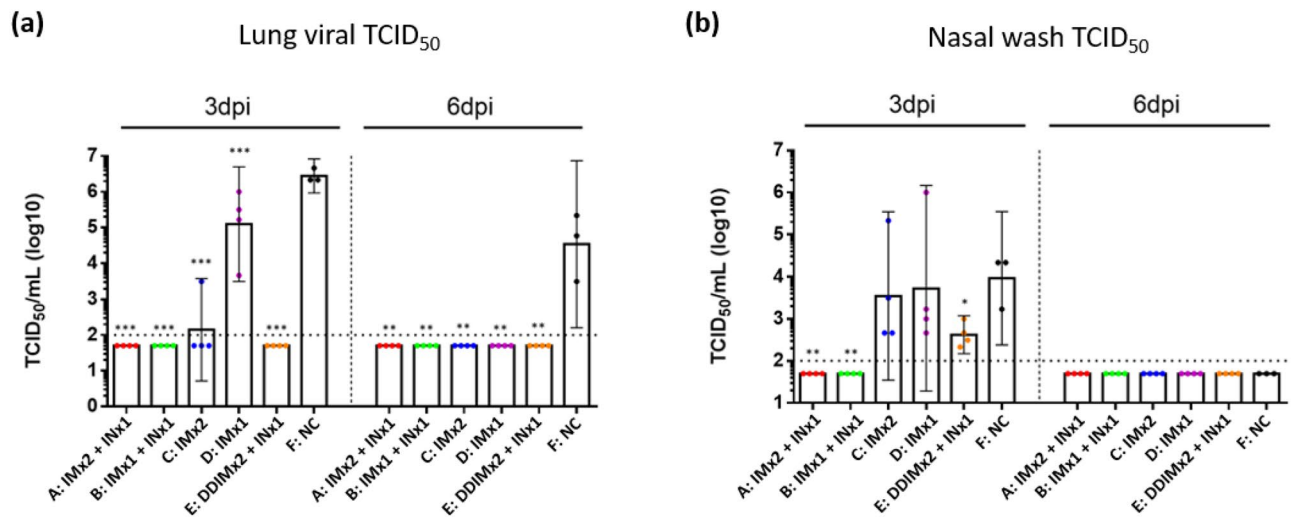 (a)
Lung viral TCID50
3dpi
6dpi
TCID50/mL (log10)
7
6
5
4
3
2
1
0
***
***
***
***
***
**
**
**
**
**
A: IMx2 + INx1
B: IMx1 + INx1
C: IMx2
D: IMx1
E: DDIMx2 + INx1
F: NC
A: IMx2 + INx1
B: IMx1 + INx1
C: IMx2
D: IMx1
E: DDIMx2 + INx1
F: NC
(b)
Nasal wash TCID50
3dpi
6dpi
TCID50/mL (log10)
7
6
5
4
3
2
1
**
**
*
A: IMx2 + INx1
B: IMx1 + INx1
C: IMx2
D: IMx1
E: DDIMx2 + INx1
F: NC
A: IMx2 + INx1
B: IMx1 + INx1
C: IMx2
D: IMx1
E: DDIMx2 + INx1
F: NC